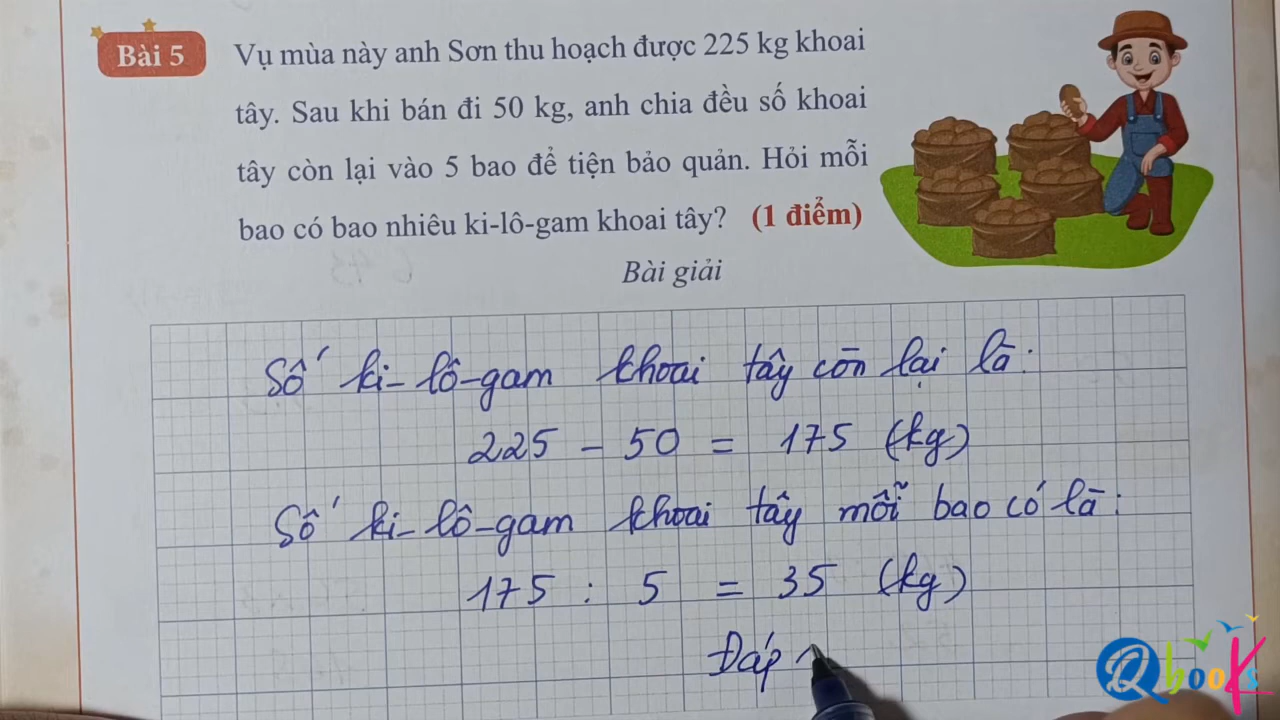 Bài 5
Vụ mùa này anh Sơn thu hoạch được 225 kg khoai
tây. Sau khi bán đi 50 kg, anh chia đều số khoai
tây còn lại vào 5 bao để tiện bảo quản. Hỏi mỗi
bao có bao nhiêu ki-lô-gam khoai tây? (1 điểm)
Bài giải
Số ki-lô-gam khoai tây còn lại là:
225 - 50 = 175 (kg)
Số ki-lô-gam khoai tây mỗi bao có là:
175 : 5 = 35 (kg)
Đáp
Qbooks